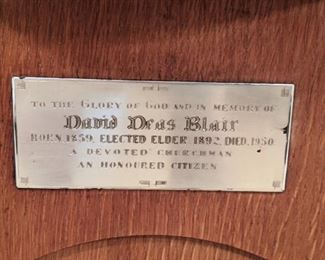 TO THE GLORY OF GOD AND IN MEMORY OF
David Deas Blair
BORN 1859, ELECTED ELDER 1892, DIED, 1950
A DEVOTED CHURCHMAN
AN HONOURED CITIZEN